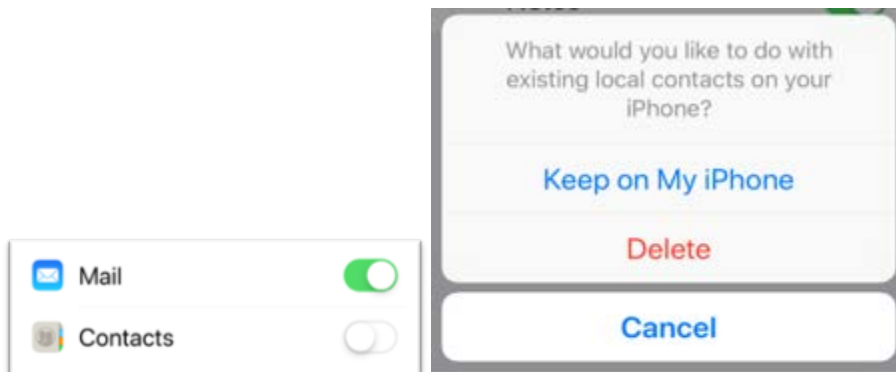 Mail
Contacts
What would you like to do with
existing local contacts on your
iPhone?
Keep on My iPhone
Delete
Cancel